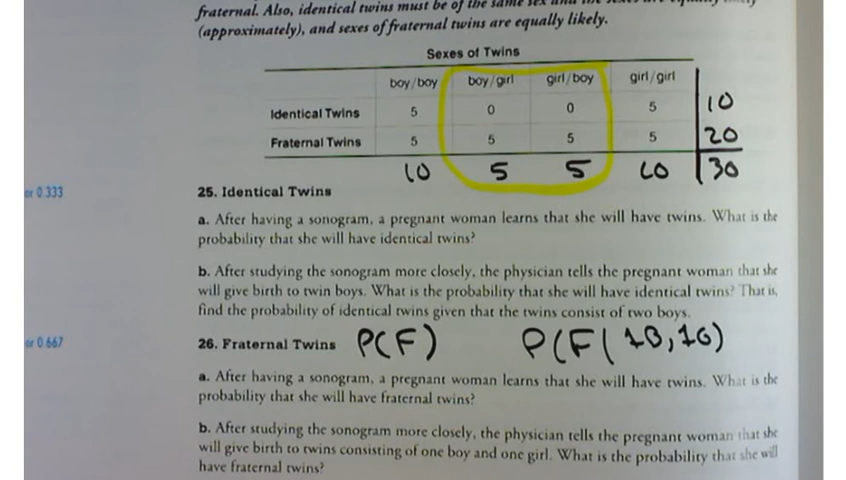 fraternal. Also, identical twins must be of the same sex and the sexes are equally likely
(approximately), and sexes of fraternal twins are equally likely.
Sexes of Twins
boy/boy boy/girl girl/boy girl/girl
Identical Twins 5 0 0 5 10
Fraternal Twins 5 5 5 5 20
10 5 5 10 30
or 0.333
25. Identical Twins
a. After having a sonogram, a pregnant woman learns that she will have twins. What is the
probability that she will have identical twins?
b. After studying the sonogram more closely, the physician tells the pregnant woman that she
will give birth to twin boys. What is the probability that she will have identical twins? That is,
find the probability of identical twins given that the twins consist of two boys.
or 0.667
26. Fraternal Twins P(F) P(F|1B,1G)
a. After having a sonogram, a pregnant woman learns that she will have twins. What is the
probability that she will have fraternal twins?
b. After studying the sonogram more closely, the physician tells the pregnant woman that she
will give birth to twins consisting of one boy and one girl. What is the probability that she will
have fraternal twins?